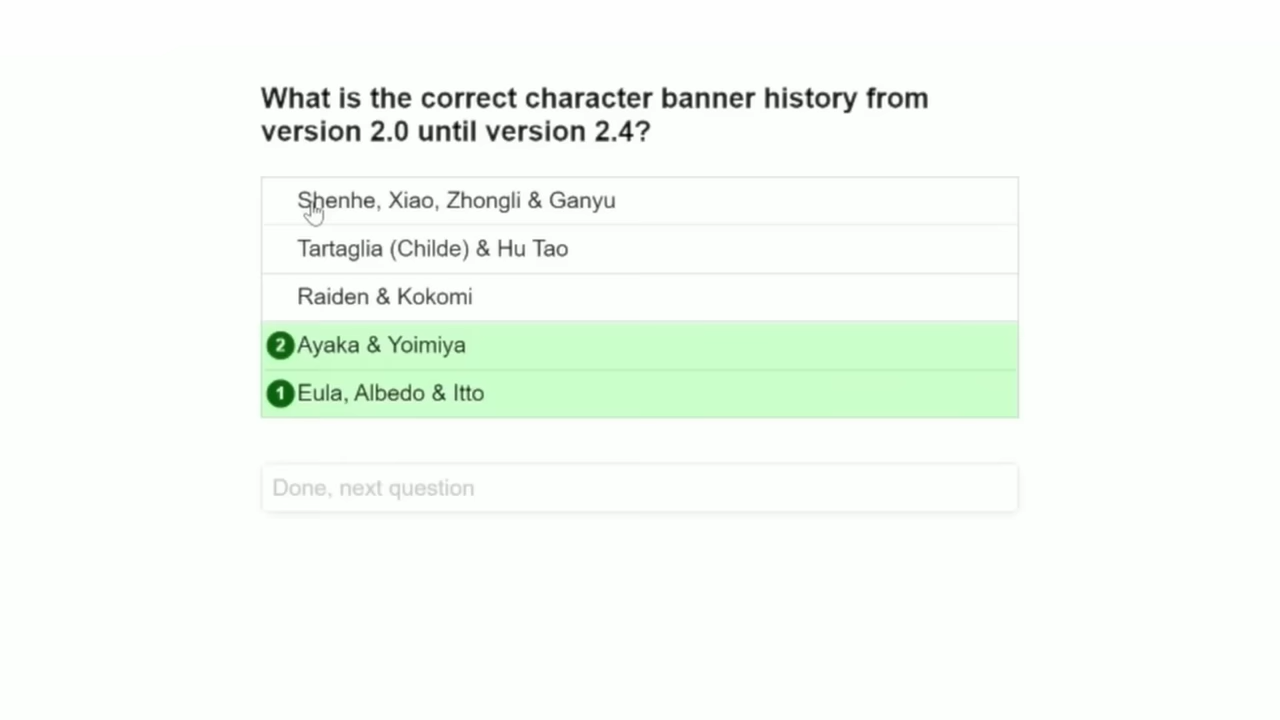 What is the correct character banner history from
version 2.0 until version 2.4?
Shenhe, Xiao, Zhongli & Ganyu
Tartaglia (Childe) & Hu Tao
Raiden & Kokomi
2 Ayaka & Yoimiya
1 Eula, Albedo & Itto
Done, next question